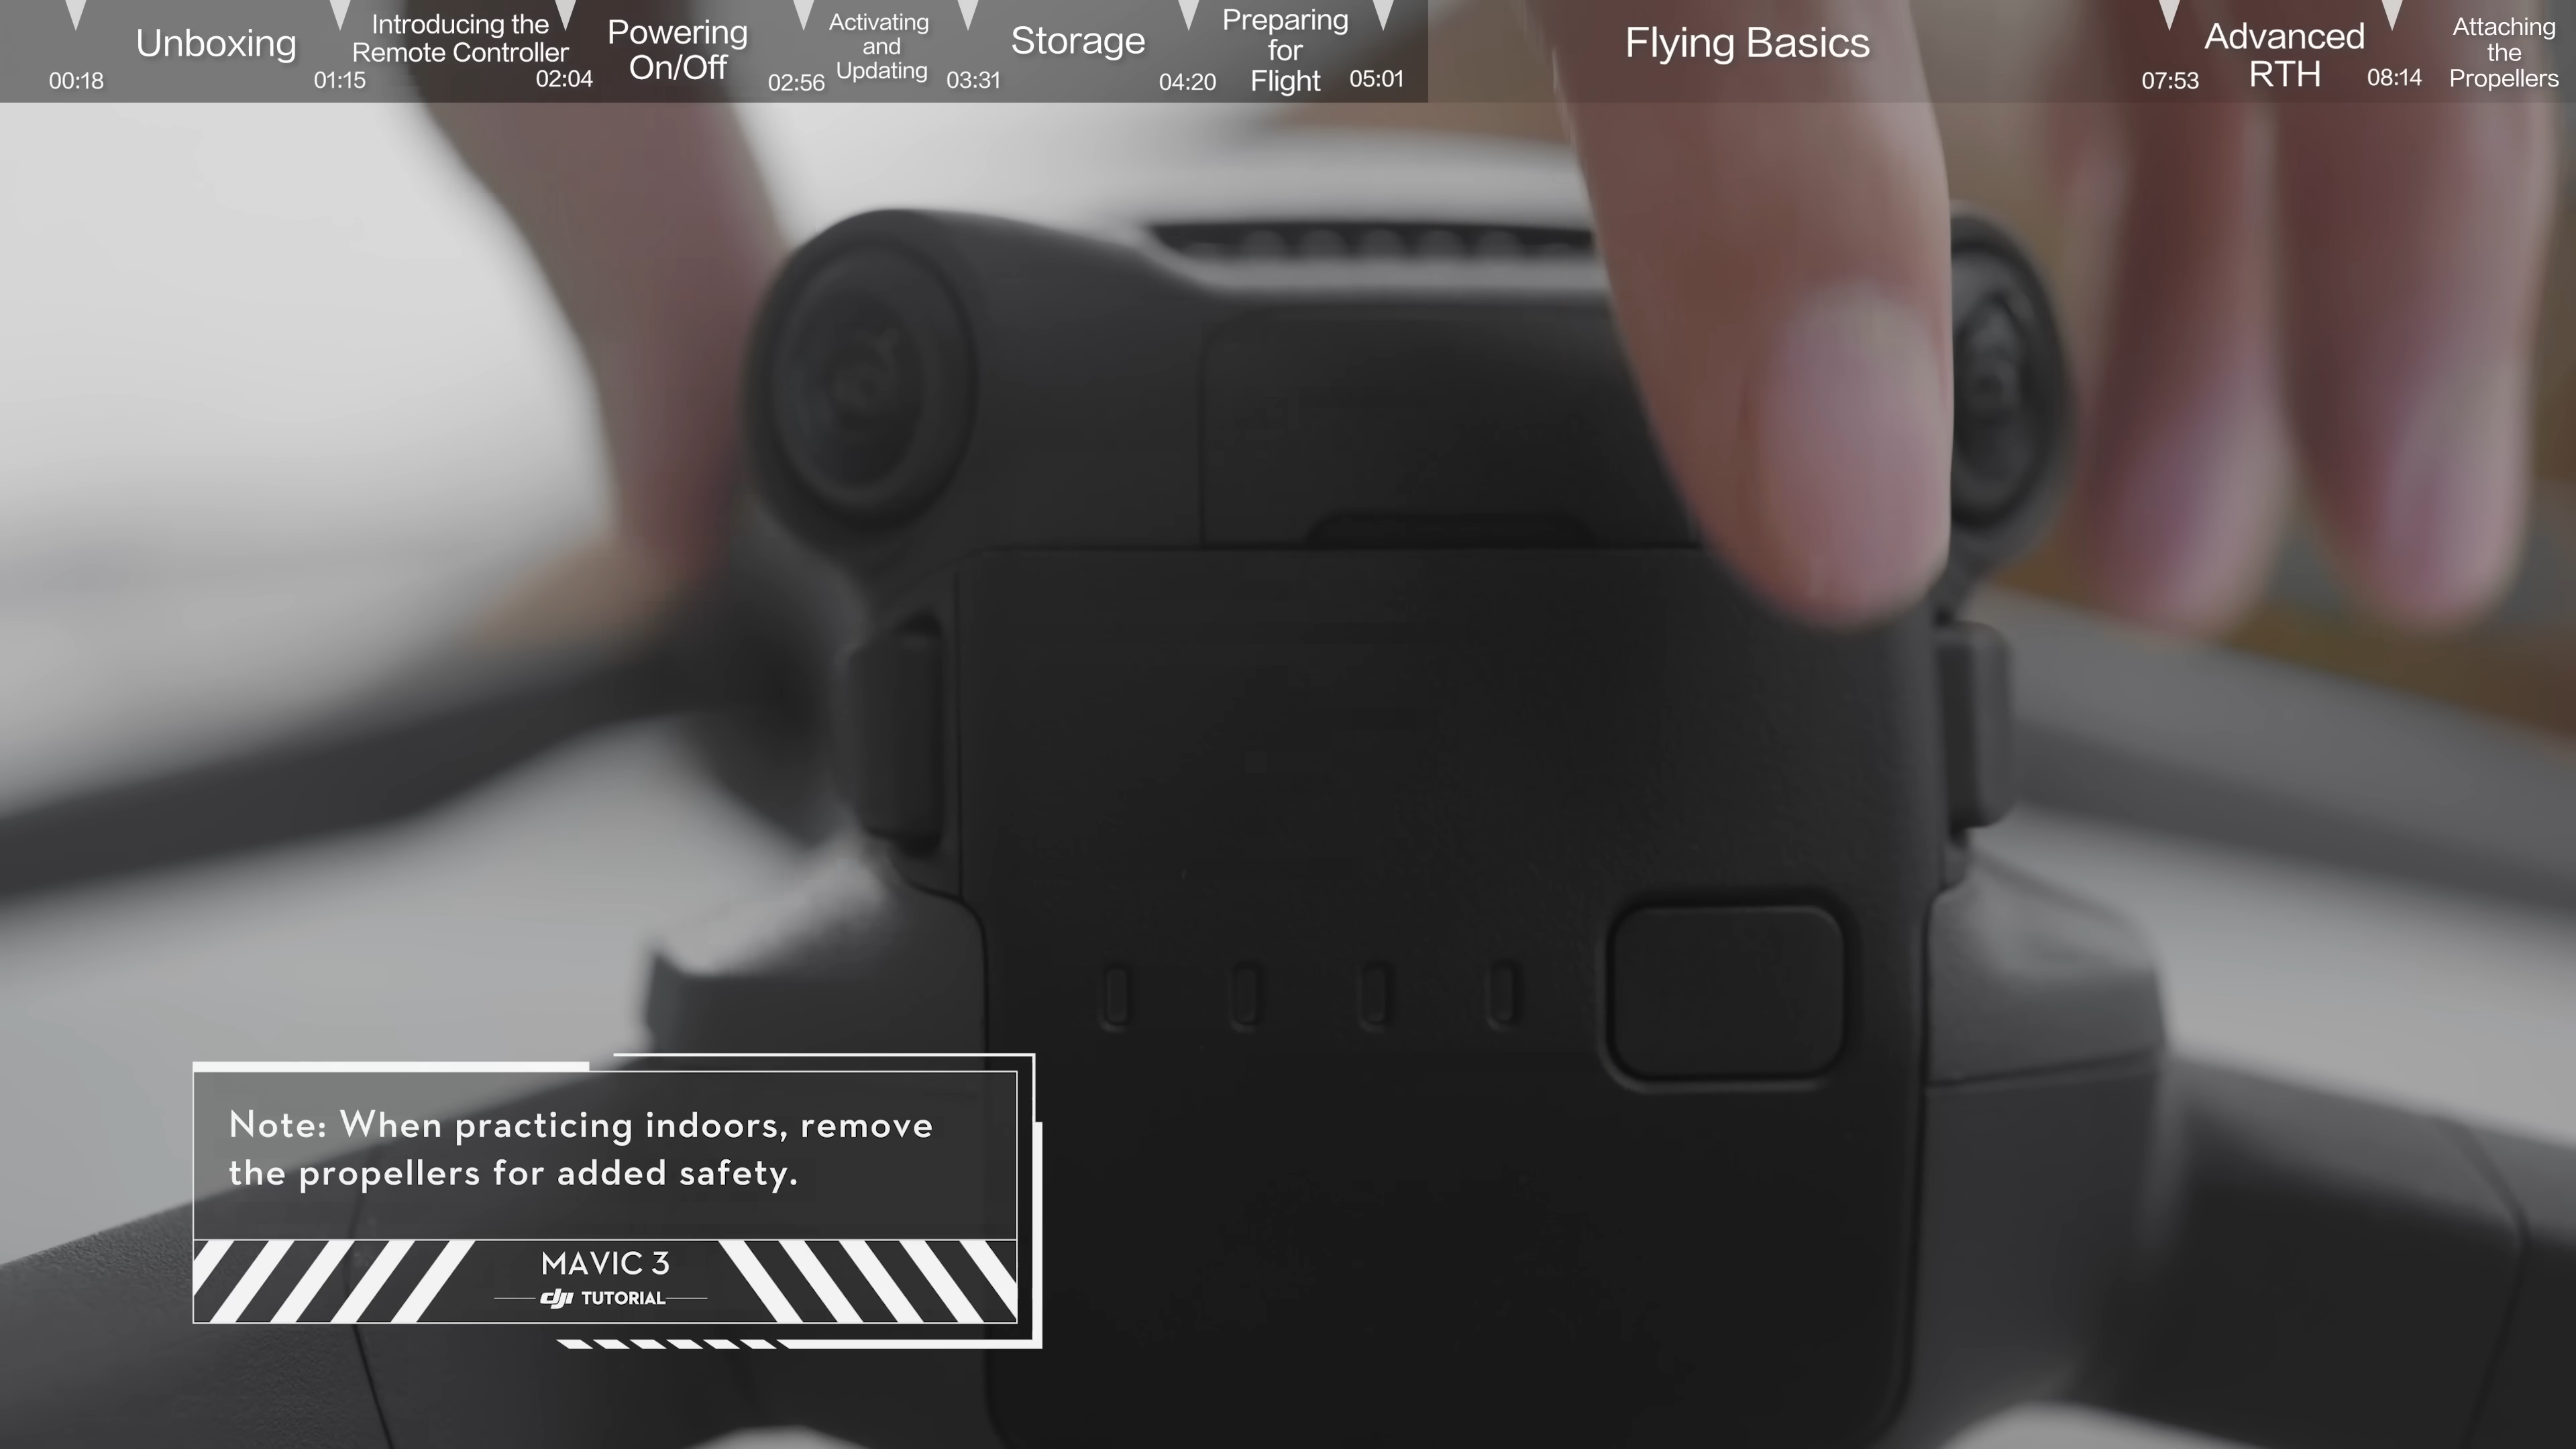 Unboxing
Introducing the
Remote Controller
Powering
On/Off
Activating
and
Updating
Storage
Preparing
for
Flight
Flying Basics
Advanced
RTH
Attaching
the
Propellers
00:18
01:15
02:04
02:56
03:31
04:20
05:01
07:53
08:14
Note: When practicing indoors, remove
the propellers for added safety.
MAVIC 3
dji TUTORIAL